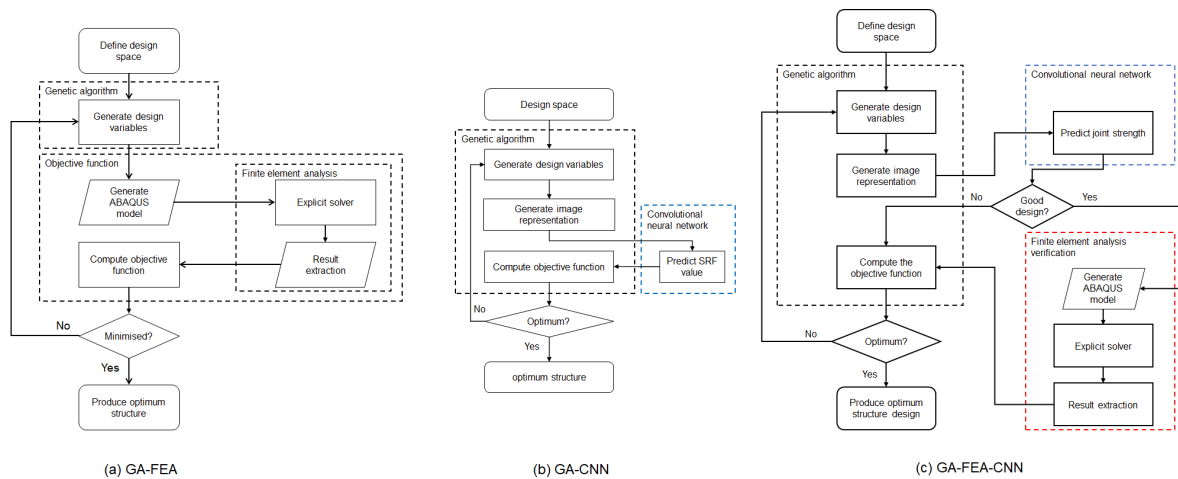 Define design
space
Genetic algorithm
Generate design
variables
Objective function
Generate
ABAQUS
model
Finite element analysis
Explicit solver
Result
extraction
Compute objective
function
No
Minimised?
Yes
Produce optimum
structure
(a) GA-FEA
Design space
Genetic algorithm
Generate design variables
Generate image
representation
Convolutional
neural network
Predict SRF
value
Compute objective function
No
Optimum?
Yes
optimum structure
(b) GA-CNN
Define design
space
Genetic algorithm
Generate design
variables
Generate image
representation
Convolutional neural network
Predict joint strength
No
Good
design?
Yes
Compute the
objective function
Finite element analysis
verification
Generate
ABAQUS
model
Explicit solver
Result extraction
No
Optimum?
Yes
Produce optimum
structure design
(c) GA-FEA-CNN